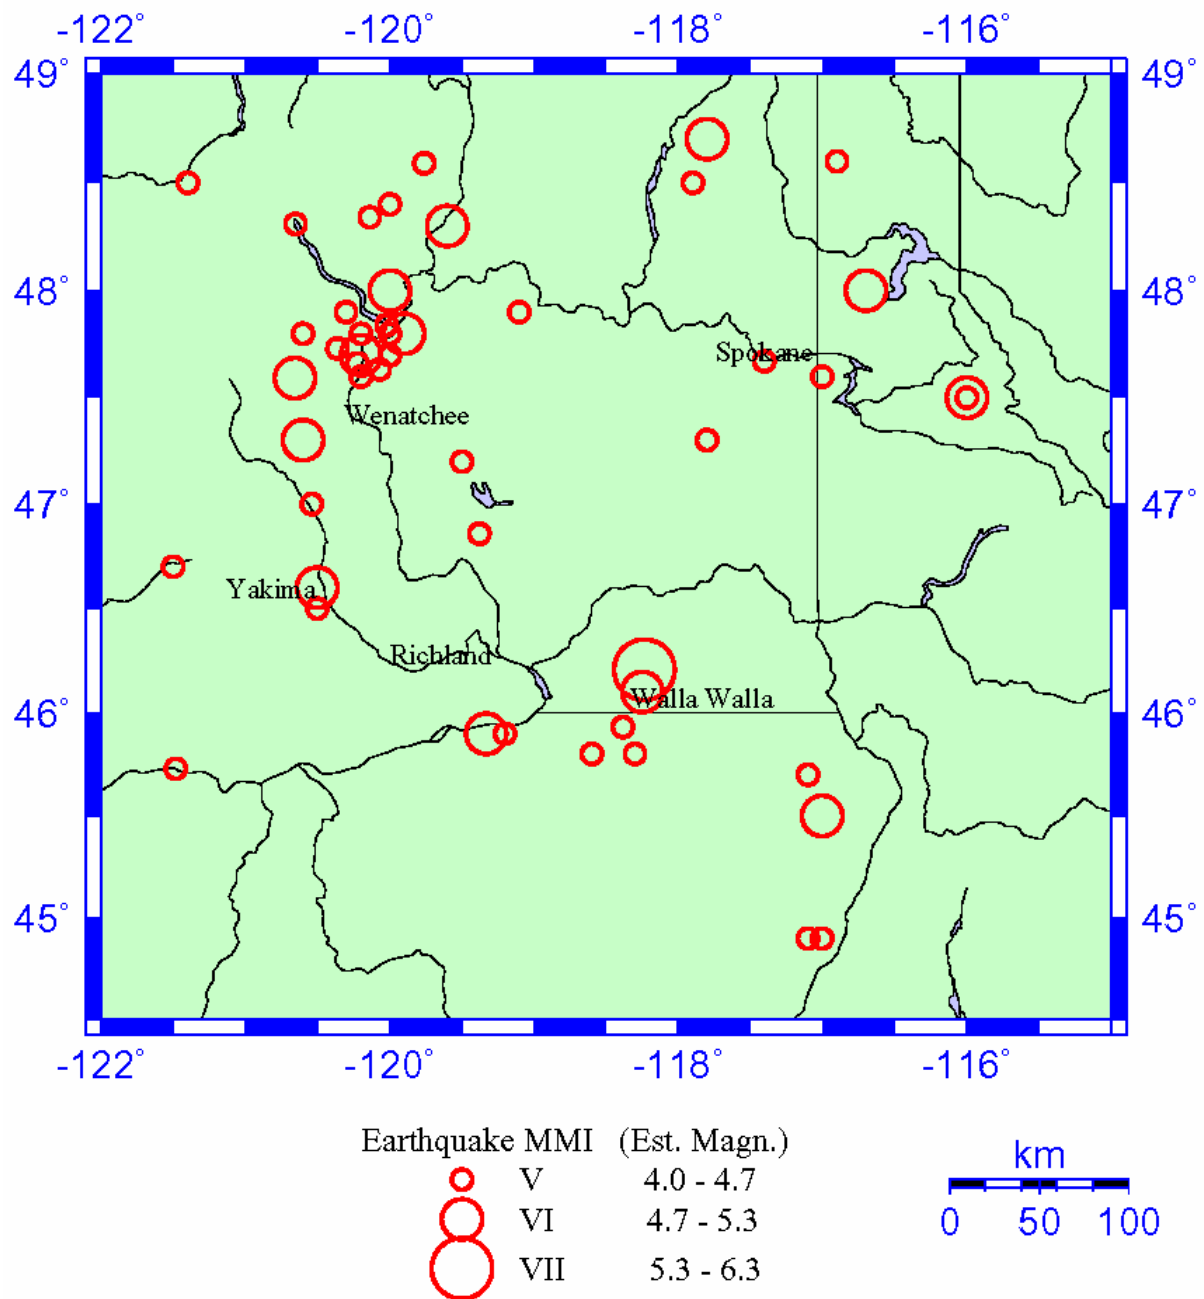 -122° -120° -118° -116°
49° 49°
48° 48°
Spokane
Wenatchee
47° 47°
Yakima
Richland
Walla Walla
46° 46°
45° 45°
-122° -120° -118° -116°
Earthquake MMI (Est. Magn.)
V 4.0 - 4.7
VI 4.7 - 5.3
VII 5.3 - 6.3
km
0 50 100